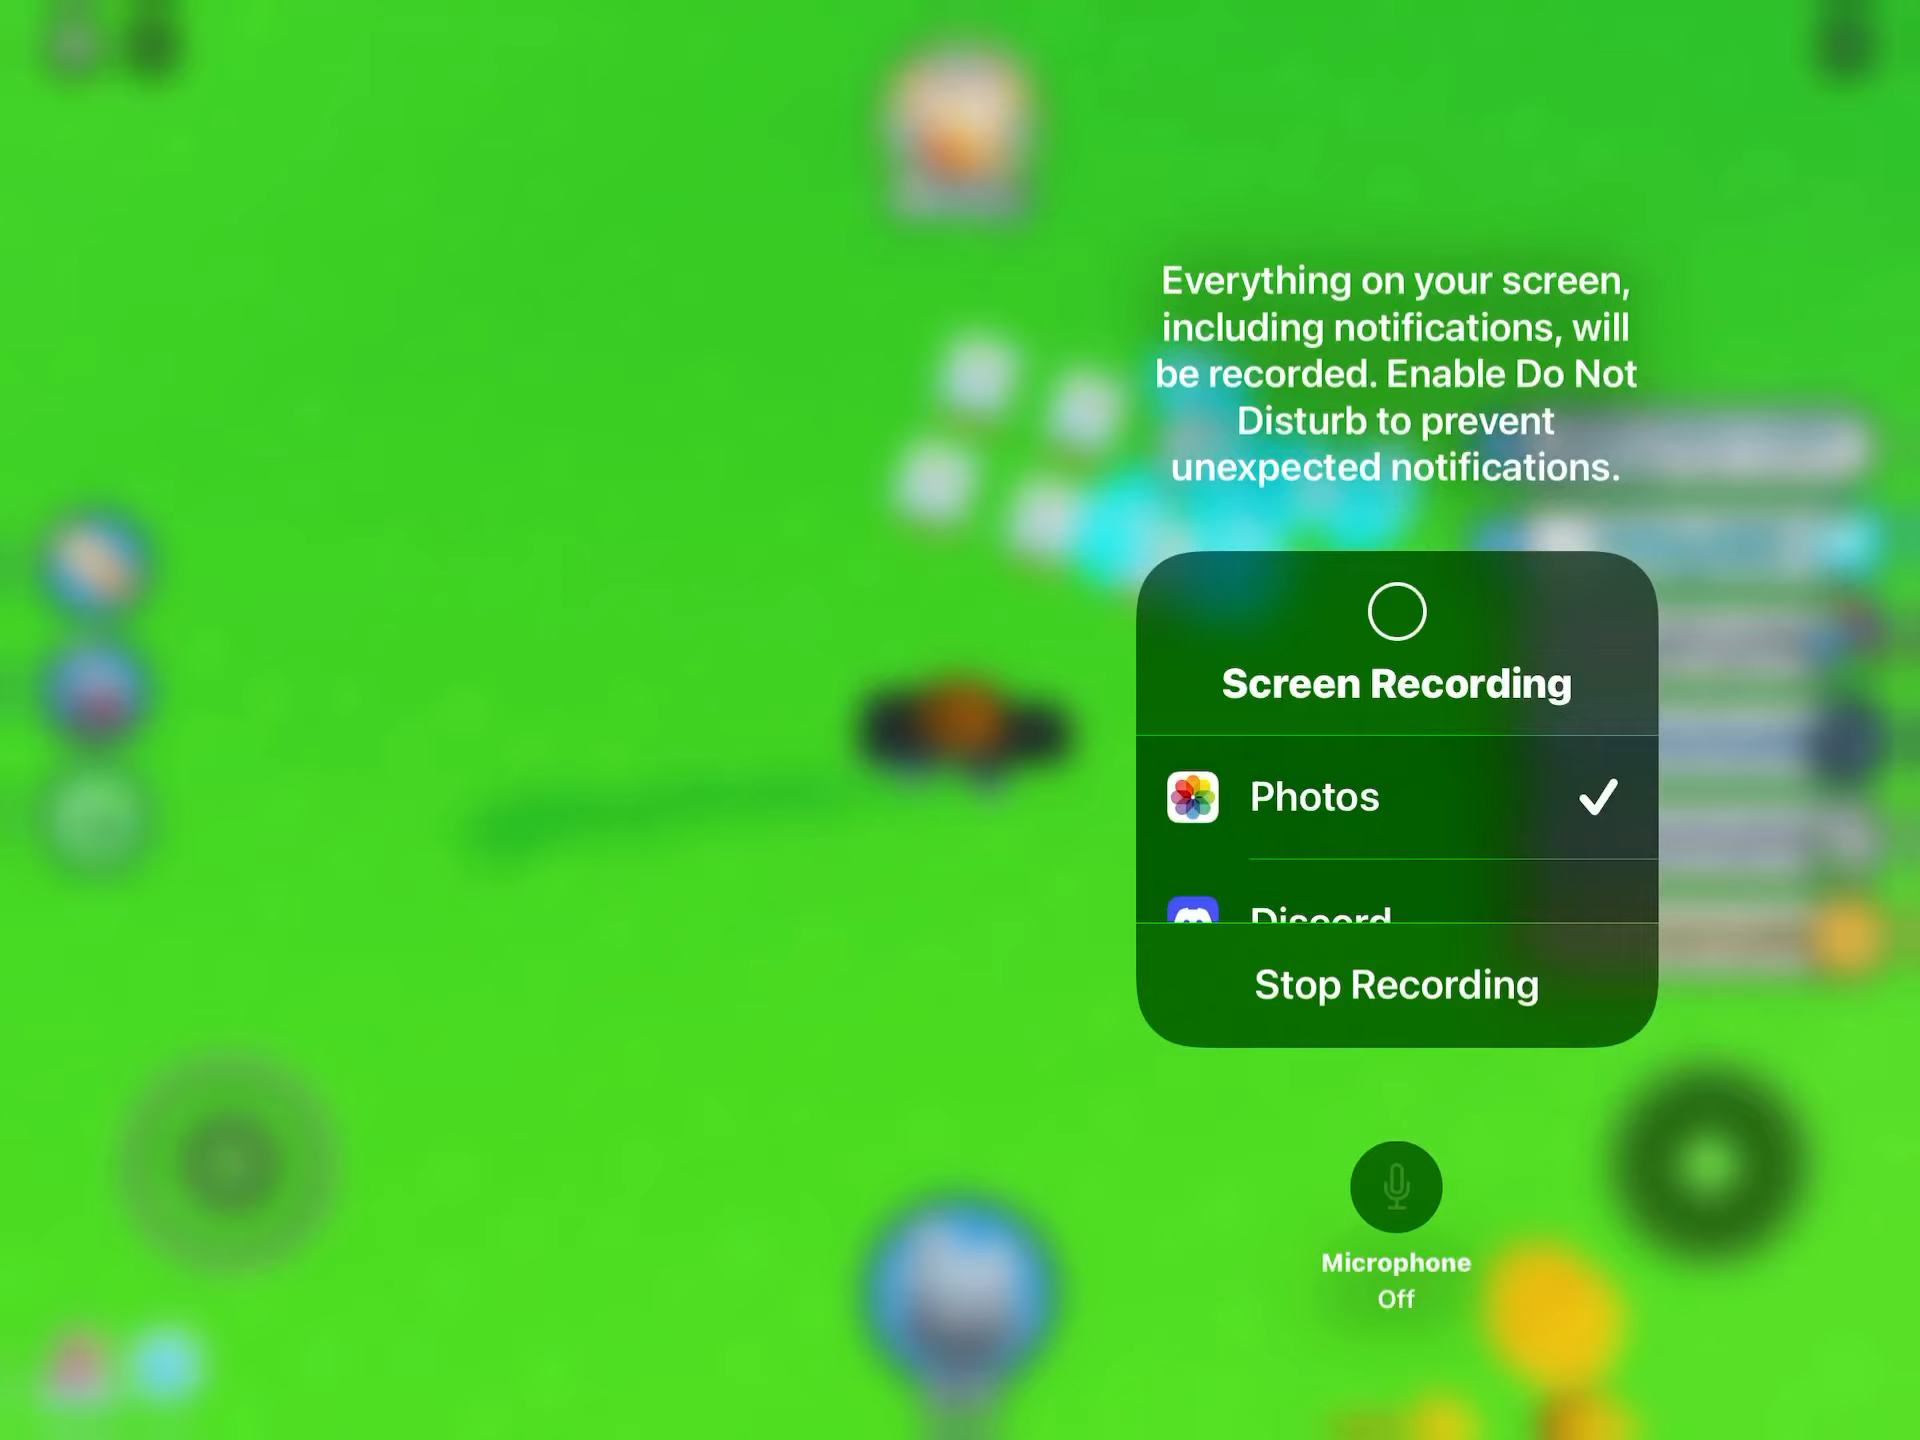 Everything on your screen,
including notifications, will
be recorded. Enable Do Not
Disturb to prevent
unexpected notifications.
Screen Recording
Photos
Discord
Stop Recording
Microphone
Off